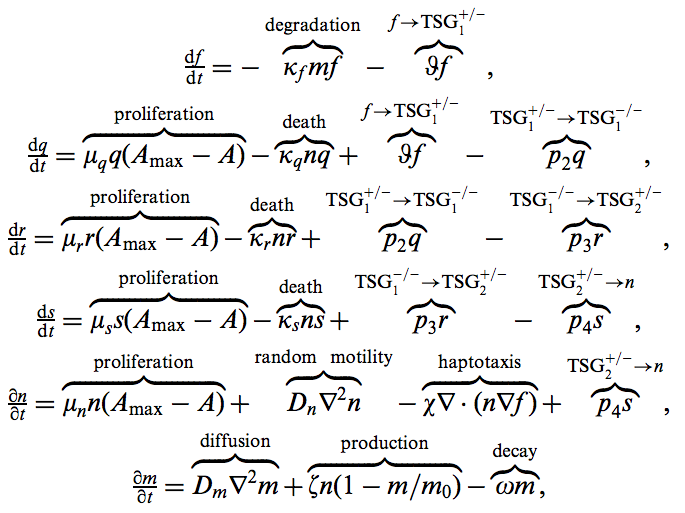 degradation f→TSG₁⁺/⁻
df/dt = − κ_f m f − ϑf ,
proliferation death f→TSG₁⁺/⁻ TSG₁⁺/⁻→TSG₁⁻/⁻
dq/dt = μ_q q(A_max − A) − κ_q nq + ϑf − p₂q ,
proliferation death TSG₁⁺/⁻→TSG₁⁻/⁻ TSG₁⁻/⁻→TSG₂⁺/⁻
dr/dt = μ_r r(A_max − A) − κ_r nr + p₂q − p₃r ,
proliferation death TSG₁⁻/⁻→TSG₂⁺/⁻ TSG₂⁺/⁻→n
ds/dt = μ_s s(A_max − A) − κ_s ns + p₃r − p₄s ,
proliferation random motility haptotaxis TSG₂⁺/⁻→n
∂n/∂t = μ_n n(A_max − A) + D_n ∇²n − χ∇ · (n∇f) + p₄s ,
diffusion production decay
∂m/∂t = D_m ∇²m + ζn(1 − m/m₀) − ωm,